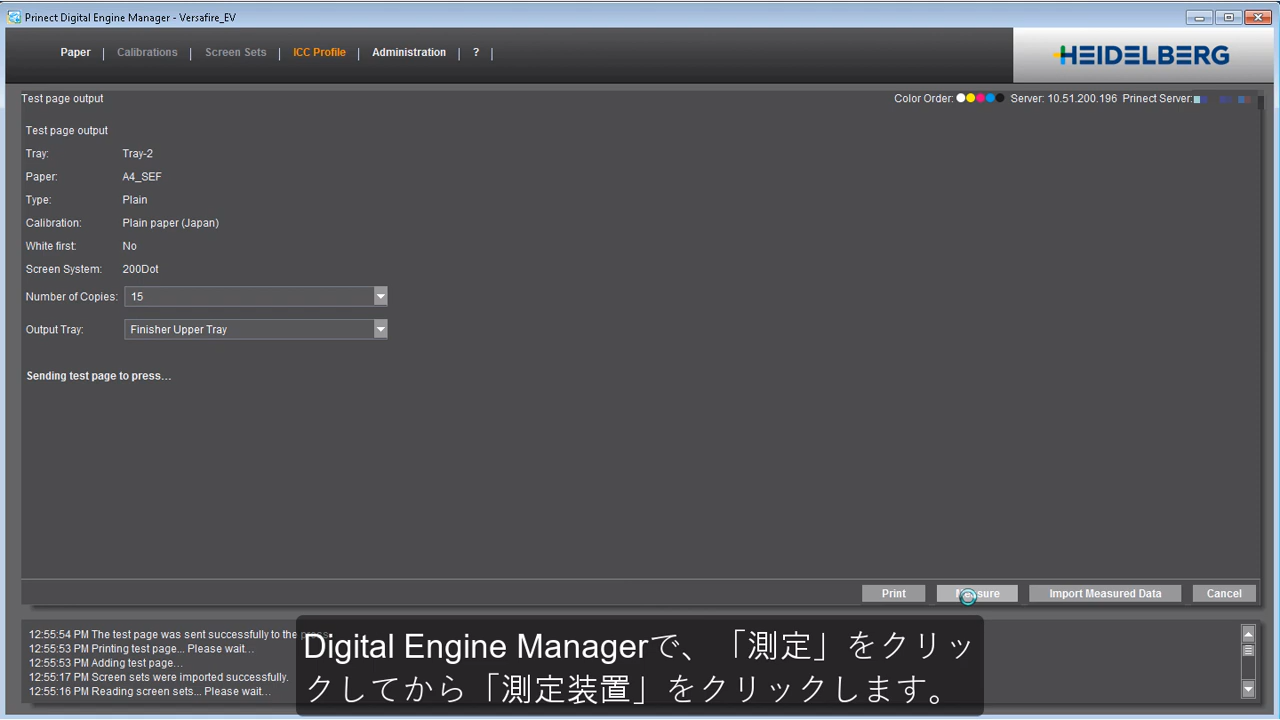 Prinect Digital Engine Manager - Versafire_EV
Paper | Calibrations | Screen Sets | ICC Profile | Administration | ? |
HEIDELBERG
Test page output
Color Order: Server: 10.51.200.196 Prinect Server:
Test page output
Tray: Tray-2
Paper: A4_SEF
Type: Plain
Calibration: Plain paper (Japan)
White first: No
Screen System: 200Dot
Number of Copies: 15
Output Tray: Finisher Upper Tray
Sending test page to press...
Print Measure Import Measured Data Cancel
12:55:54 PM The test page was sent successfully to the press.
12:55:53 PM Printing test page... Please wait...
12:55:53 PM Adding test page...
12:55:17 PM Screen sets were imported successfully.
12:55:16 PM Reading screen sets... Please wait...
Digital Engine Managerで、「測定」をクリッ
クしてから「測定装置」をクリックします。